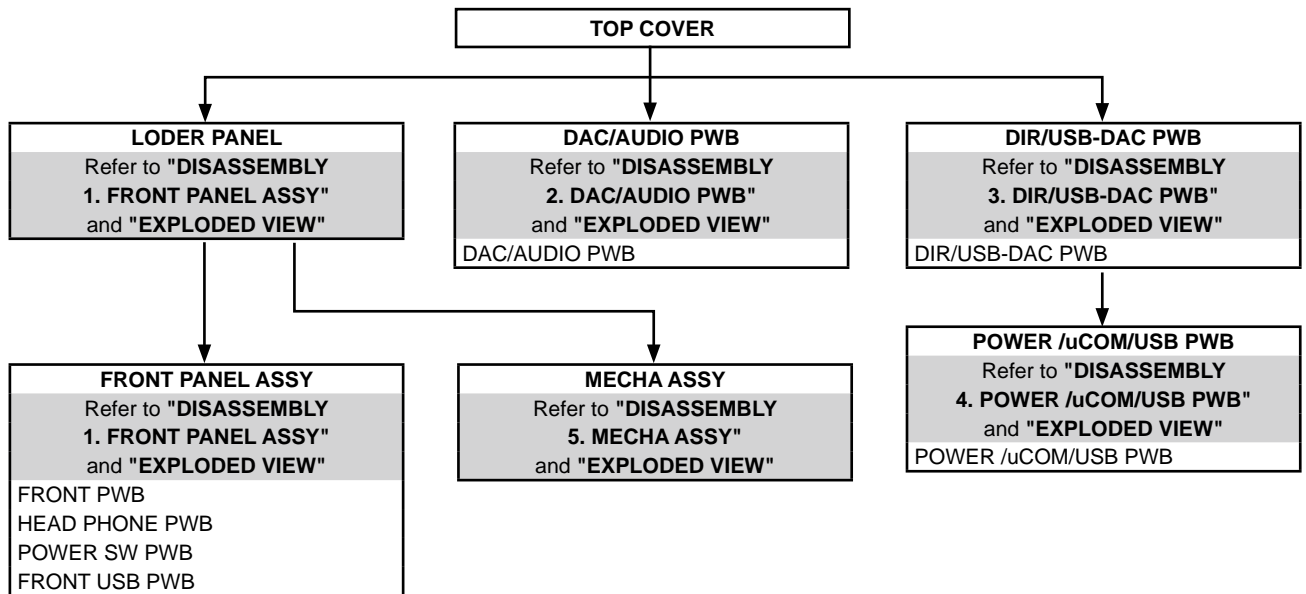 TOP COVER
LODER PANEL
Refer to "DISASSEMBLY
1. FRONT PANEL ASSY"
and "EXPLODED VIEW"
DAC/AUDIO PWB
Refer to "DISASSEMBLY
2. DAC/AUDIO PWB"
and "EXPLODED VIEW"
DAC/AUDIO PWB
DIR/USB-DAC PWB
Refer to "DISASSEMBLY
3. DIR/USB-DAC PWB"
and "EXPLODED VIEW"
DIR/USB-DAC PWB
FRONT PANEL ASSY
Refer to "DISASSEMBLY
1. FRONT PANEL ASSY"
and "EXPLODED VIEW"
FRONT PWB
HEAD PHONE PWB
POWER SW PWB
FRONT USB PWB
MECHA ASSY
Refer to "DISASSEMBLY
5. MECHA ASSY"
and "EXPLODED VIEW"
POWER /uCOM/USB PWB
Refer to "DISASSEMBLY
4. POWER /uCOM/USB PWB"
and "EXPLODED VIEW"
POWER /uCOM/USB PWB